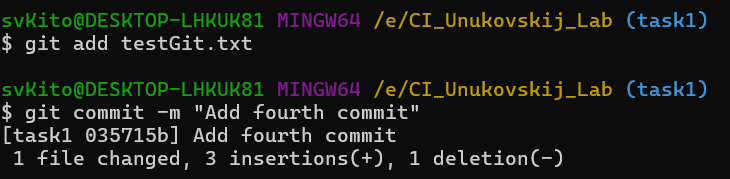 svKito@DESKTOP-LHKUK81 MINGW64 /e/CI_Unukovskij_Lab (task1)
$ git add testGit.txt
svKito@DESKTOP-LHKUK81 MINGW64 /e/CI_Unukovskij_Lab (task1)
$ git commit -m "Add fourth commit"
[task1 035715b] Add fourth commit
 1 file changed, 3 insertions(+), 1 deletion(-)